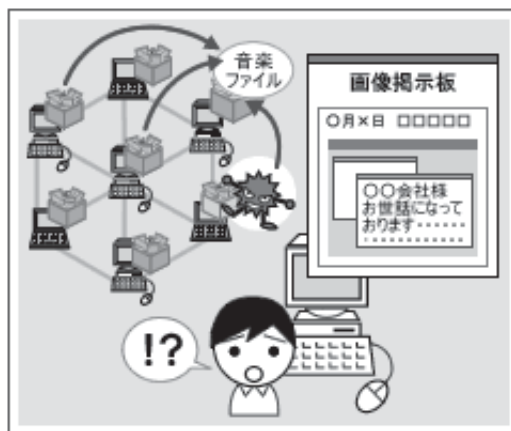 音楽
ファイル
画像掲示板
○月×日 □□□□□
○○会社様
お世話になって
おります……
!?